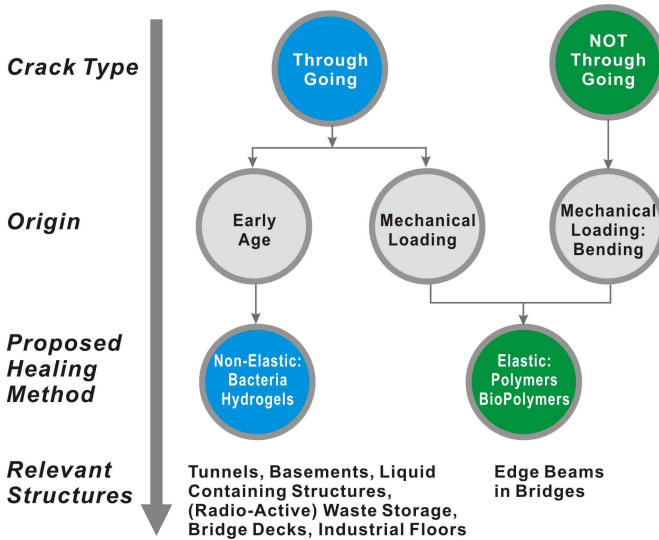 Crack Type
Through
Going
NOT
Through
Going
Origin
Early
Age
Mechanical
Loading
Mechanical
Loading:
Bending
Proposed
Healing
Method
Non-Elastic:
Bacteria
Hydrogels
Elastic:
Polymers
BioPolymers
Relevant
Structures
Tunnels, Basements, Liquid
Containing Structures,
(Radio-Active) Waste Storage,
Bridge Decks, Industrial Floors
Edge Beams
in Bridges